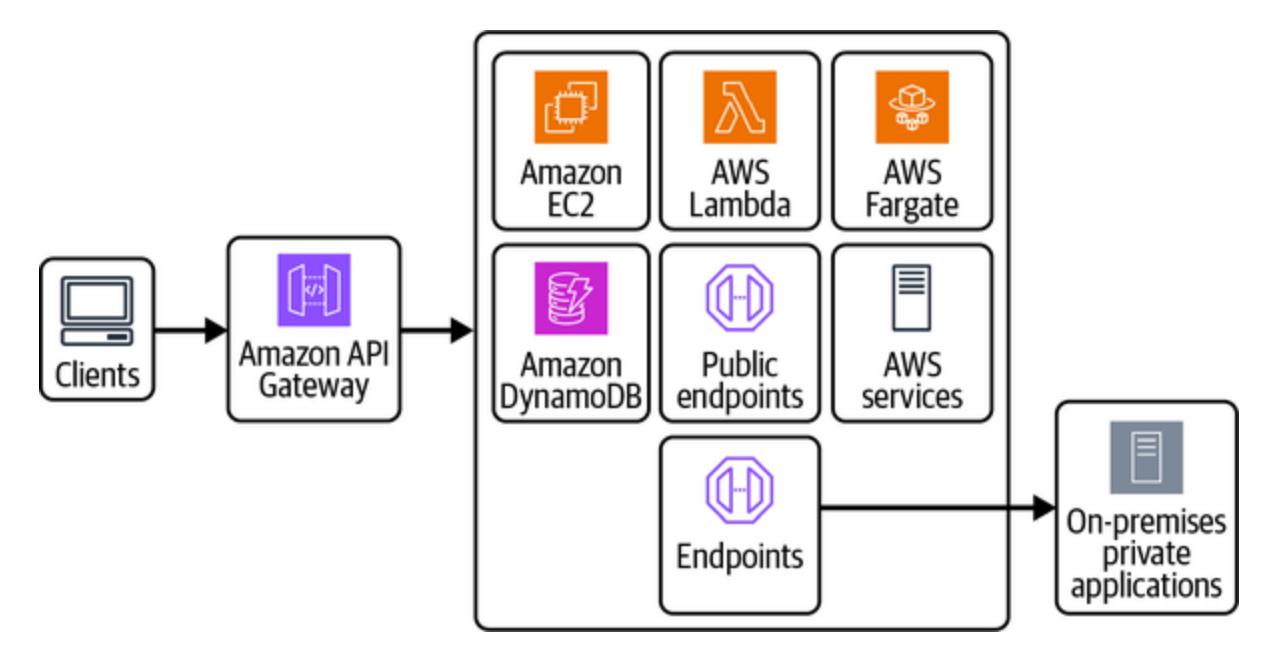 Clients
Amazon API
Gateway
Amazon
EC2
AWS
Lambda
AWS
Fargate
Amazon
DynamoDB
Public
endpoints
AWS
services
Endpoints
On-premises
private
applications